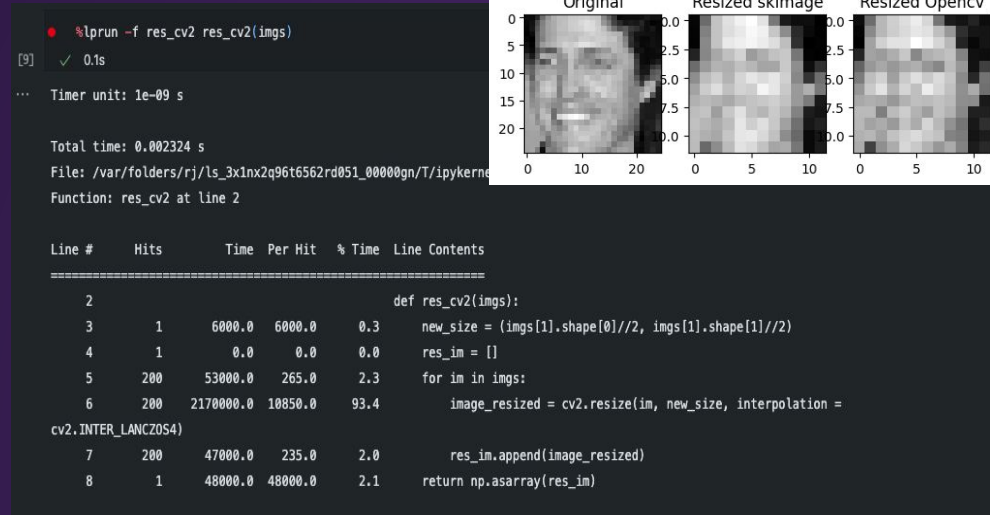 %lprun -f res_cv2 res_cv2(imgs)
[9] ✓ 0.1s
... Timer unit: 1e-09 s
Total time: 0.002324 s
File: /var/folders/rj/ls_3x1nx2q96t6562rd051_00000gn/T/ipykerne
Function: res_cv2 at line 2
Line # Hits Time Per Hit % Time Line Contents
==============================================================
2 def res_cv2(imgs):
3 1 6000.0 6000.0 0.3 new_size = (imgs[1].shape[0]//2, imgs[1].shape[1]//2)
4 1 0.0 0.0 0.0 res_im = []
5 200 53000.0 265.0 2.3 for im in imgs:
6 200 2170000.0 10850.0 93.4 image_resized = cv2.resize(im, new_size, interpolation =
cv2.INTER_LANCZOS4)
7 200 47000.0 235.0 2.0 res_im.append(image_resized)
8 1 48000.0 48000.0 2.1 return np.asarray(res_im)
Original Resized skimage Resized Opencv
0
5
10
15
20
0 10 20
0.0
2.5
5.0
7.5
10.0
0 5 10
0.0
2.5
5.0
7.5
10.0
0 5 10